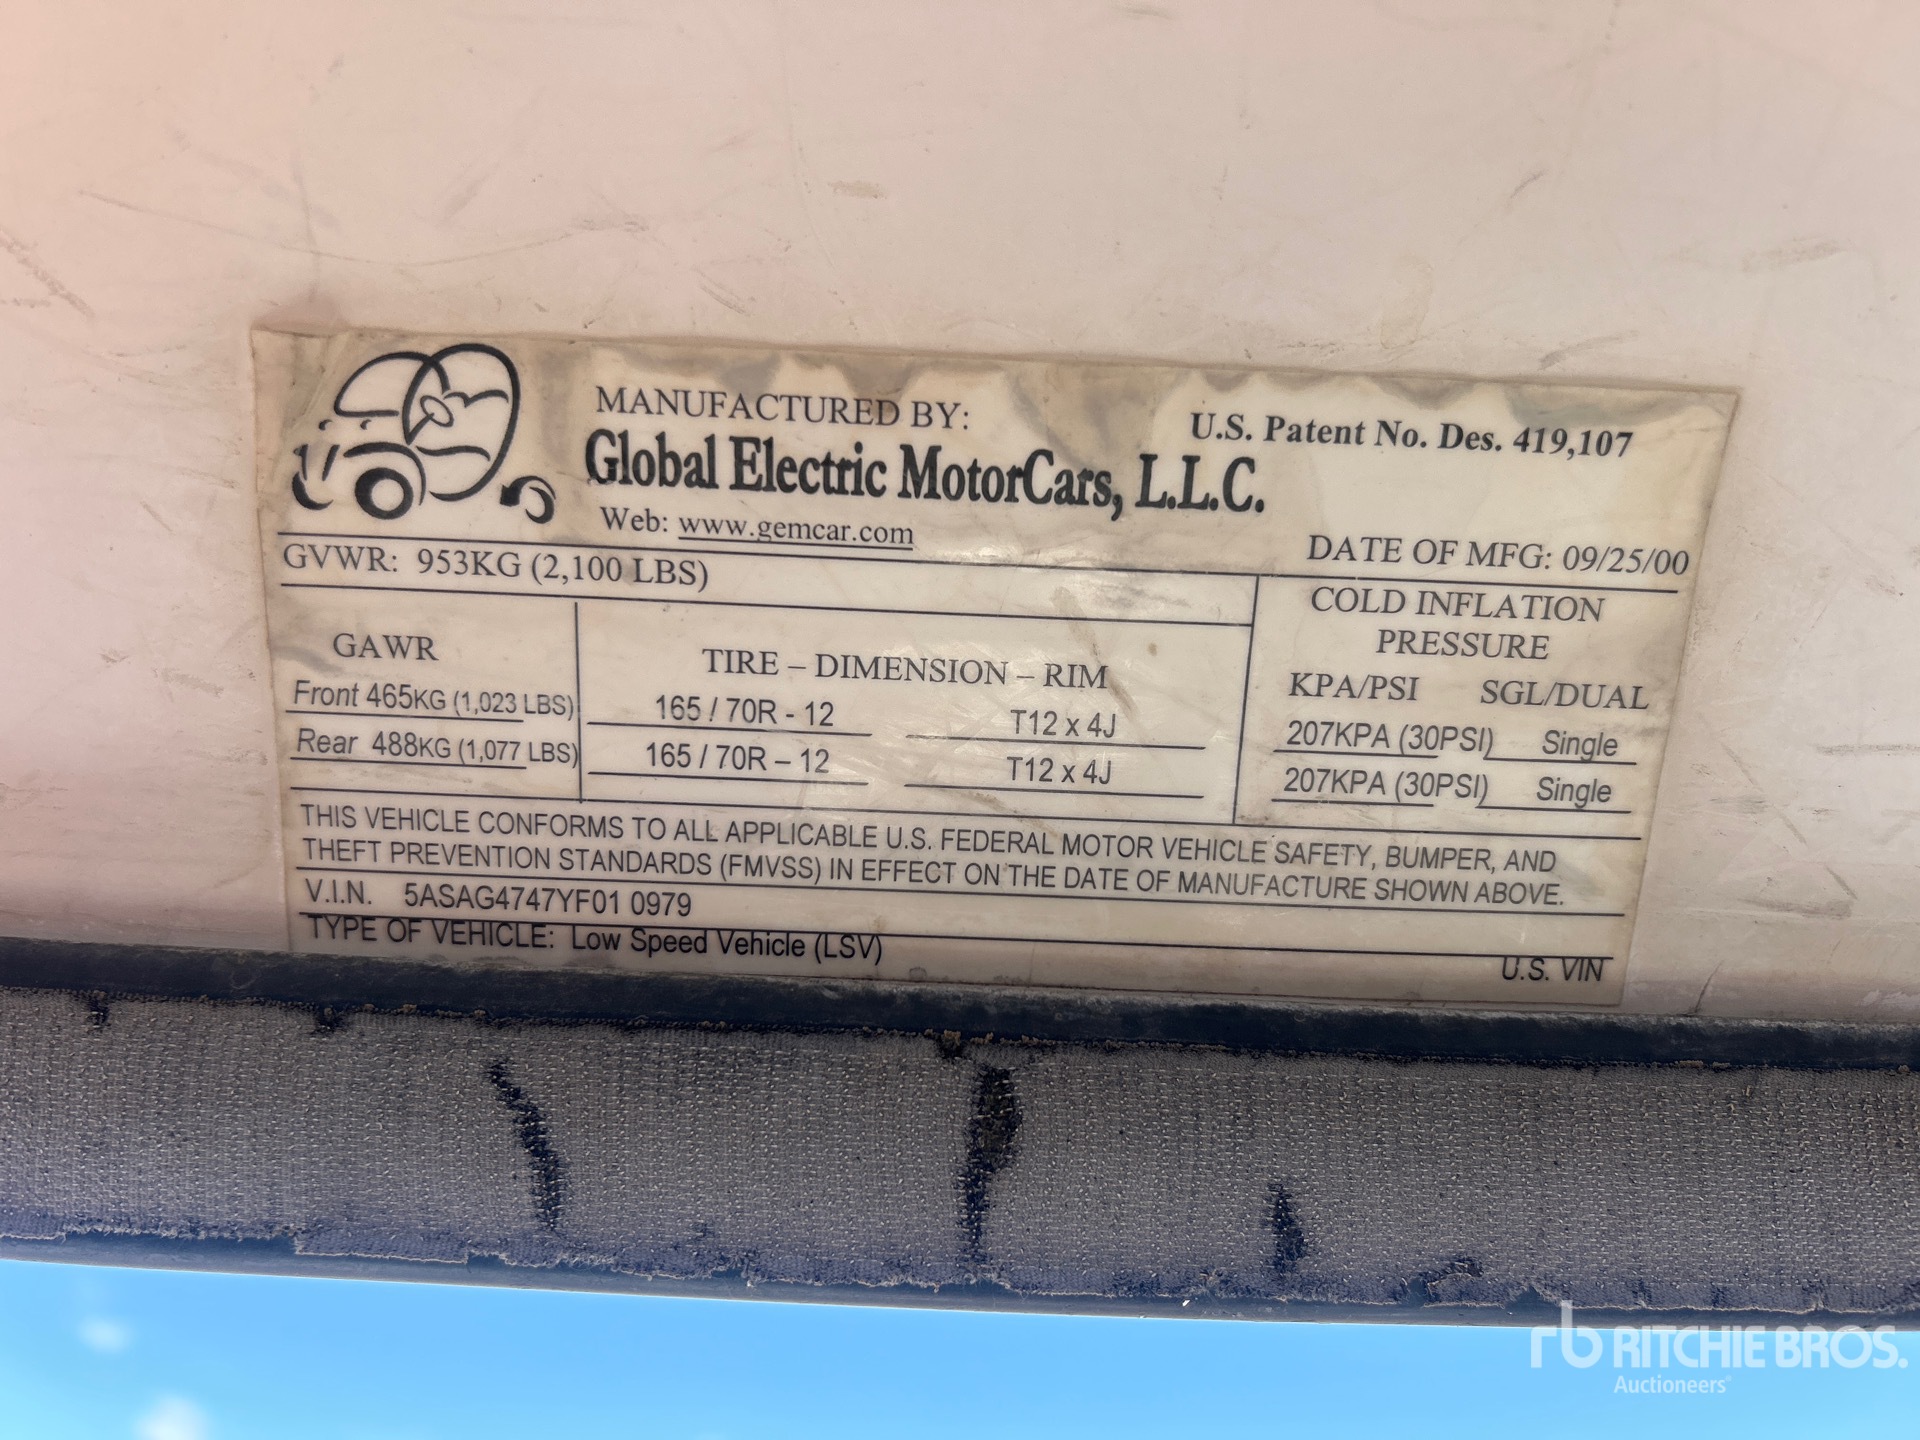 MANUFACTURED BY:
U.S. Patent No. Des. 419,107
Global Electric MotorCars, L.L.C.
Web: www.gemcar.com
DATE OF MFG: 09/25/00
GVWR: 953KG (2,100 LBS)
COLD INFLATION
PRESSURE
GAWR
TIRE – DIMENSION – RIM
KPA/PSI SGL/DUAL
Front 465KG (1,023 LBS) 165 / 70R - 12 T12 x 4J 207KPA (30PSI) Single
Rear 488KG (1,077 LBS) 165 / 70R – 12 T12 x 4J 207KPA (30PSI) Single
THIS VEHICLE CONFORMS TO ALL APPLICABLE U.S. FEDERAL MOTOR VEHICLE SAFETY, BUMPER, AND
THEFT PREVENTION STANDARDS (FMVSS) IN EFFECT ON THE DATE OF MANUFACTURE SHOWN ABOVE.
V.I.N. 5ASAG4747YF01 0979
TYPE OF VEHICLE: Low Speed Vehicle (LSV)
U.S. VIN
rb RITCHIE BROS.
Auctioneers